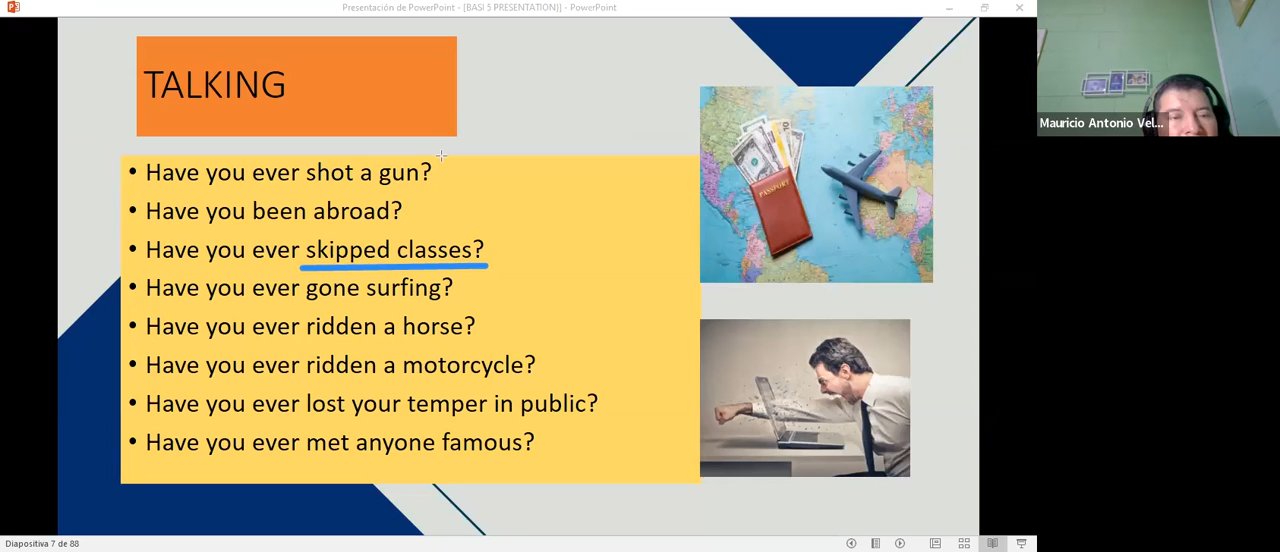 Presentación de PowerPoint - [BASI 5 PRESENTATION)] - PowerPoint
TALKING
• Have you ever shot a gun?
• Have you been abroad?
• Have you ever skipped classes?
• Have you ever gone surfing?
• Have you ever ridden a horse?
• Have you ever ridden a motorcycle?
• Have you ever lost your temper in public?
• Have you ever met anyone famous?
PASSPORT
10
Mauricio Antonio Vel...
Diapositiva 7 de 88